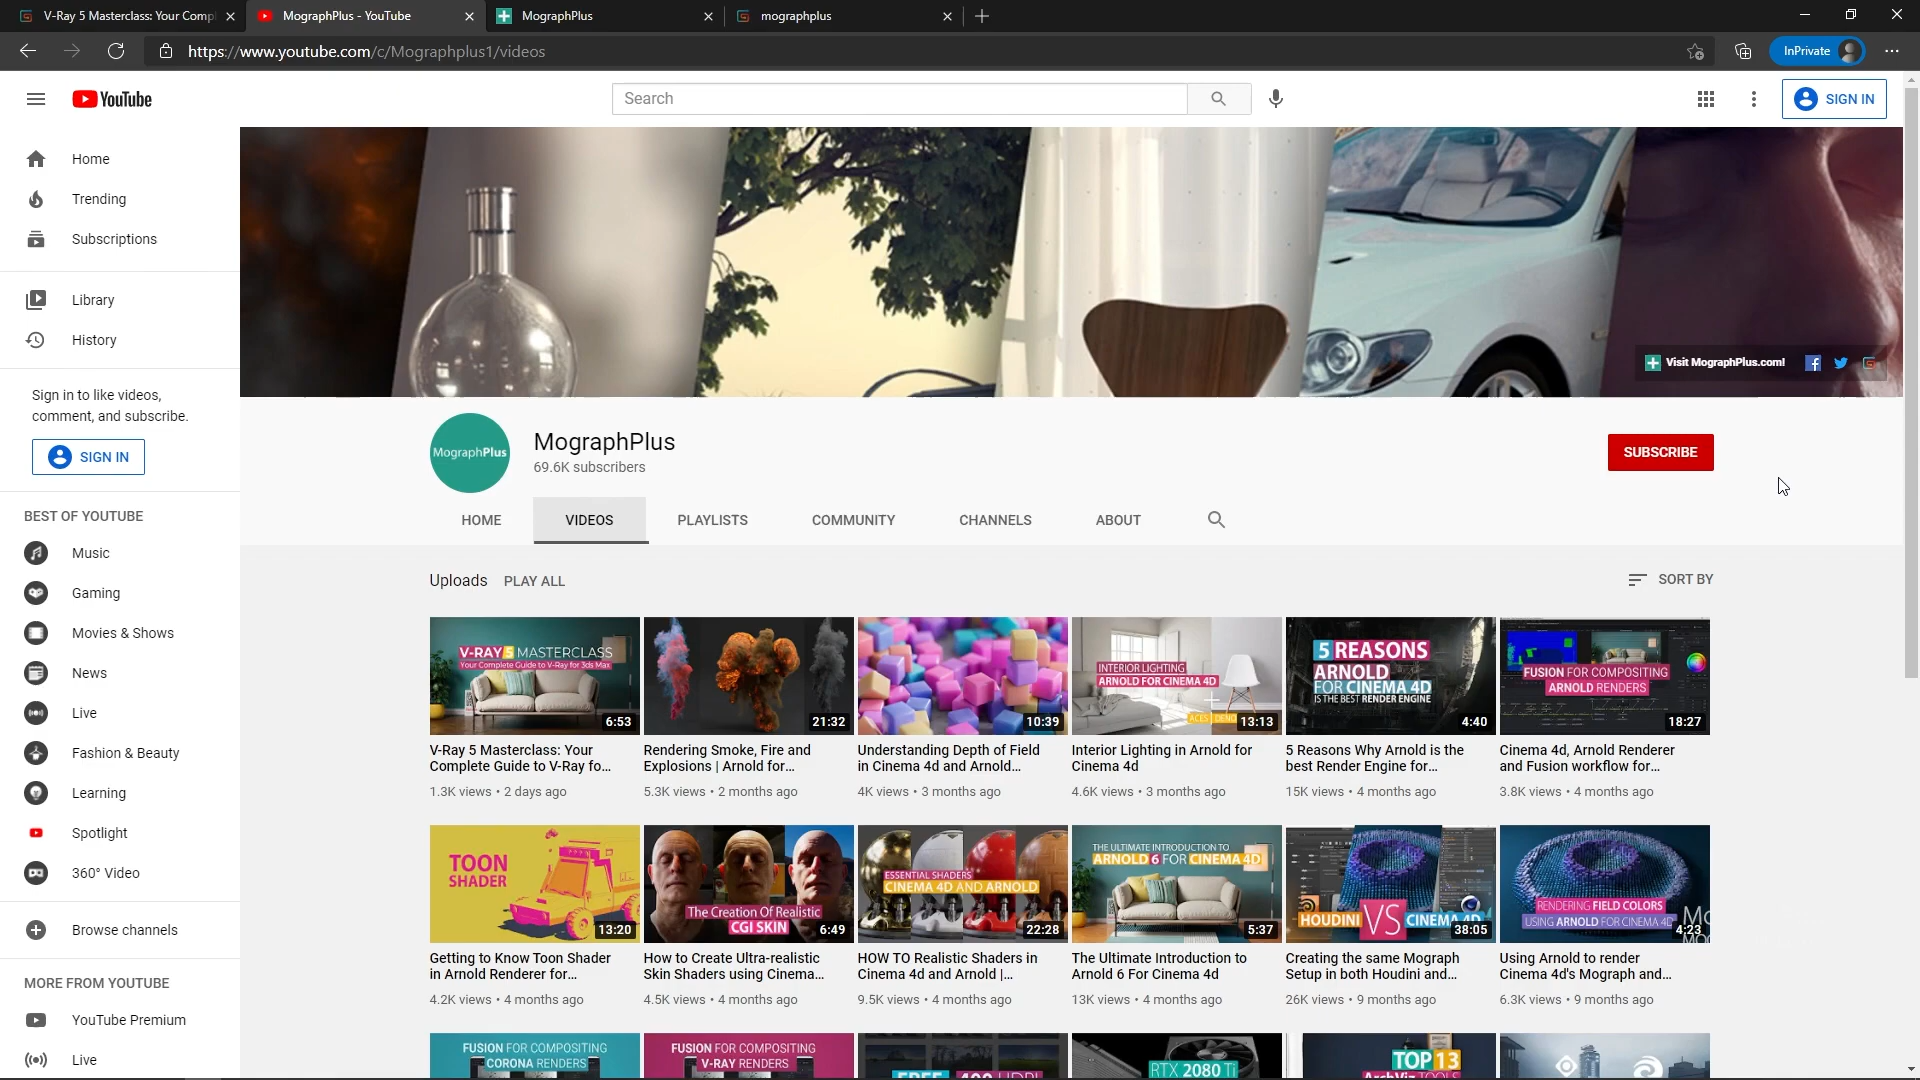 V-Ray 5 Masterclass: Your Compl
MographPlus - YouTube
MographPlus
mographplus
https://www.youtube.com/c/Mographplus1/videos
InPrivate
YouTube
Search
SIGN IN
Home
Trending
Subscriptions
Library
History
Sign in to like videos,
comment, and subscribe.
SIGN IN
BEST OF YOUTUBE
Music
Gaming
Movies & Shows
News
Live
Fashion & Beauty
Learning
Spotlight
360° Video
Browse channels
MORE FROM YOUTUBE
YouTube Premium
Live
Visit MographPlus.com!
MographPlus
MographPlus
69.6K subscribers
SUBSCRIBE
HOME
VIDEOS
PLAYLISTS
COMMUNITY
CHANNELS
ABOUT
Uploads
PLAY ALL
SORT BY
V-RAY 5 MASTERCLASS
Your Complete Guide to V-Ray for 3ds Max
6:53
V-Ray 5 Masterclass: Your
Complete Guide to V-Ray fo...
1.3K views • 2 days ago
21:32
Rendering Smoke, Fire and
Explosions | Arnold for...
5.3K views • 2 months ago
10:39
Understanding Depth of Field
in Cinema 4d and Arnold...
4K views • 3 months ago
INTERIOR LIGHTING
ARNOLD FOR CINEMA 4D
13:13
Interior Lighting in Arnold for
Cinema 4d
4.6K views • 3 months ago
5 REASONS
ARNOLD
FOR CINEMA 4D
IS THE BEST RENDER ENGINE
4:40
5 Reasons Why Arnold is the
best Render Engine for...
15K views • 4 months ago
FUSION FOR COMPOSITING
ARNOLD RENDERS
18:27
Cinema 4d, Arnold Renderer
and Fusion workflow for...
3.8K views • 4 months ago
TOON
SHADER
13:20
Getting to Know Toon Shader
in Arnold Renderer for...
4.2K views • 4 months ago
The Creation Of Realistic
CGI SKIN
6:49
How to Create Ultra-realistic
Skin Shaders using Cinema...
4.5K views • 4 months ago
ESSENTIAL SHADERS
CINEMA 4D AND ARNOLD
22:28
HOW TO Realistic Shaders in
Cinema 4d and Arnold |...
9.5K views • 4 months ago
THE ULTIMATE INTRODUCTION TO
ARNOLD 6 FOR CINEMA 4D
5:37
The Ultimate Introduction to
Arnold 6 For Cinema 4d
13K views • 4 months ago
HOUDINI VS CINEMA 4D
38:05
Creating the same Mograph
Setup in both Houdini and...
26K views • 9 months ago
RENDERING FIELD COLORS
USING ARNOLD FOR CINEMA 4D
4:23
Using Arnold to render
Cinema 4d's Mograph and...
6.3K views • 9 months ago
FUSION FOR COMPOSITING
CORONA RENDERS
FUSION FOR COMPOSITING
V-RAY RENDERS
RTX 2080 Ti
TOP 13